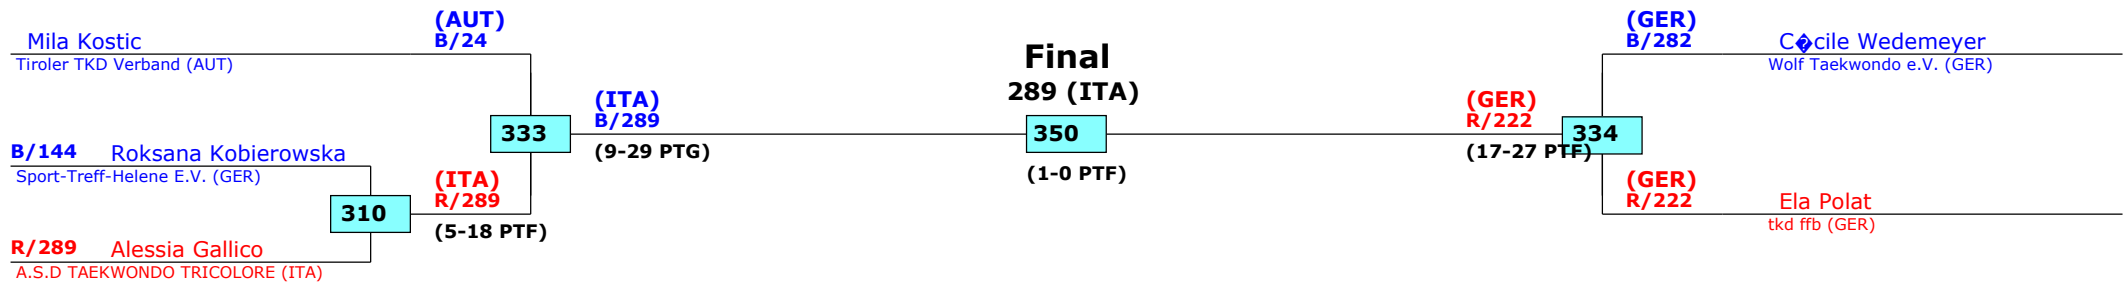 (AUT)
B/24
Mila Kostic
Tiroler TKD Verband (AUT)
B/144 Roksana Kobierowska
Sport-Treff-Helene E.V. (GER)
310
R/289 Alessia Gallico
A.S.D TAEKWONDO TRICOLORE (ITA)
(ITA)
R/289
(5-18 PTF)
333
(ITA)
B/289
(9-29 PTG)
Final
289 (ITA)
350
(1-0 PTF)
(GER)
R/222
(17-27 PTF)
334
(GER)
B/282
C�cile Wedemeyer
Wolf Taekwondo e.V. (GER)
(GER)
R/222
Ela Polat
tkd ffb (GER)